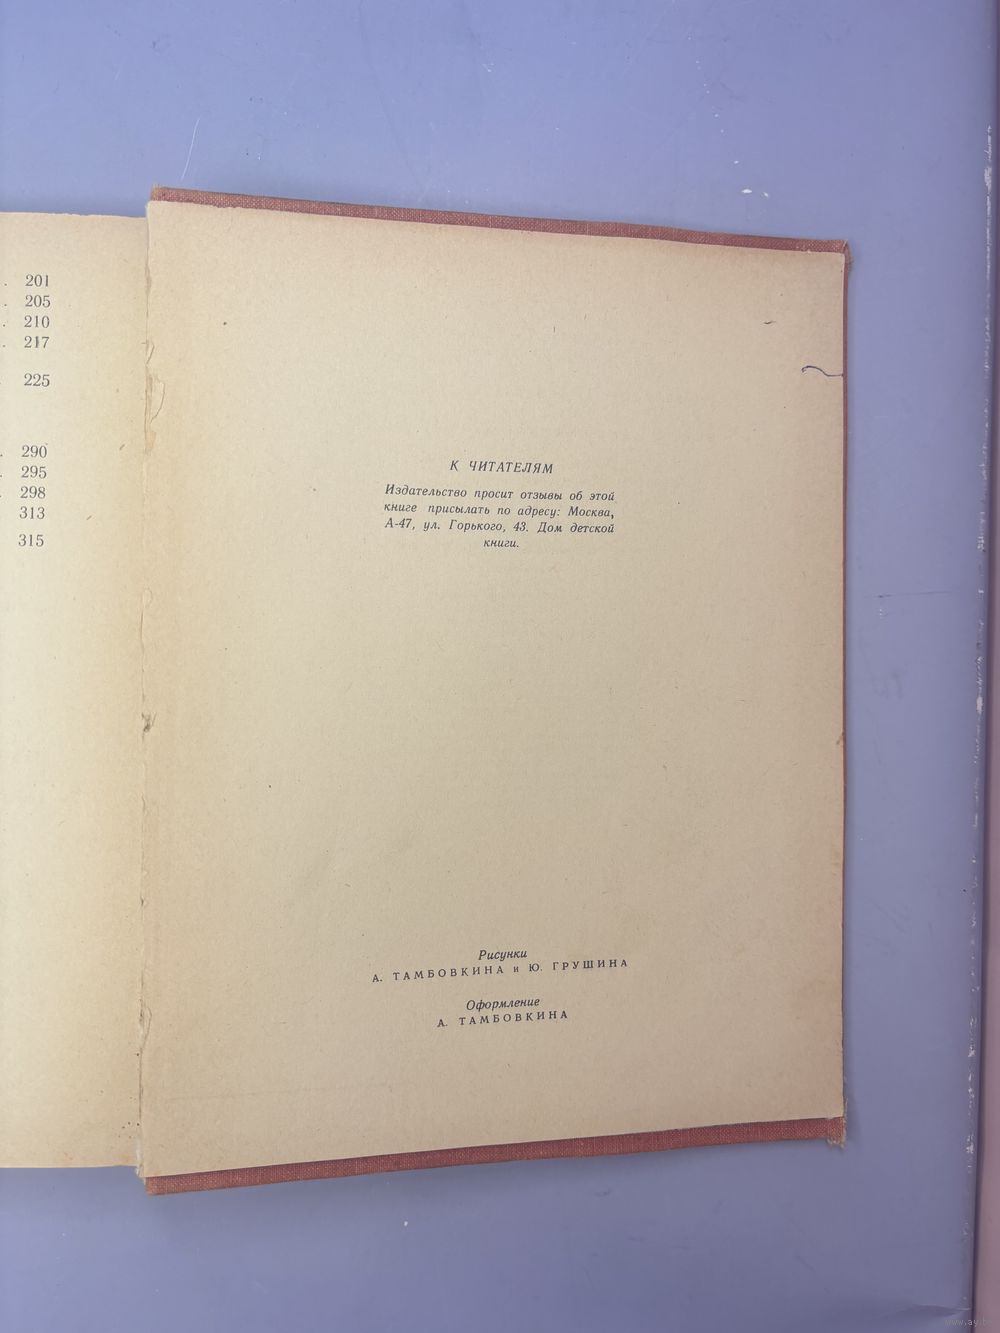 . 201
. 205
. 210
. 217
. 225
. 290
. 295
. 298
313
315
К ЧИТАТЕЛЯМ
Издательство просит отзывы об этой
книге присылать по адресу: Москва,
А-47, ул. Горького, 43. Дом детской
книги.
Рисунки
А. ТАМБОВКИНА и Ю. ГРУШИНА
Оформление
А. ТАМБОВКИНА